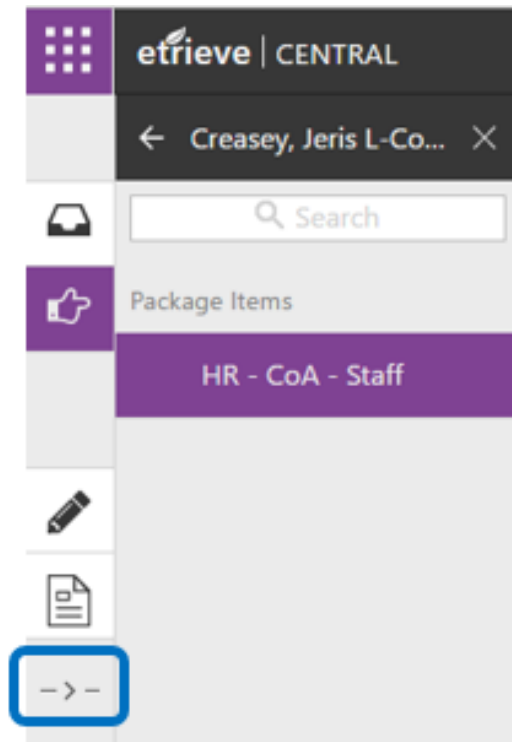 etrieve | CENTRAL
Creasey, Jeris L-Co...
Search
Package Items
HR - CoA - Staff